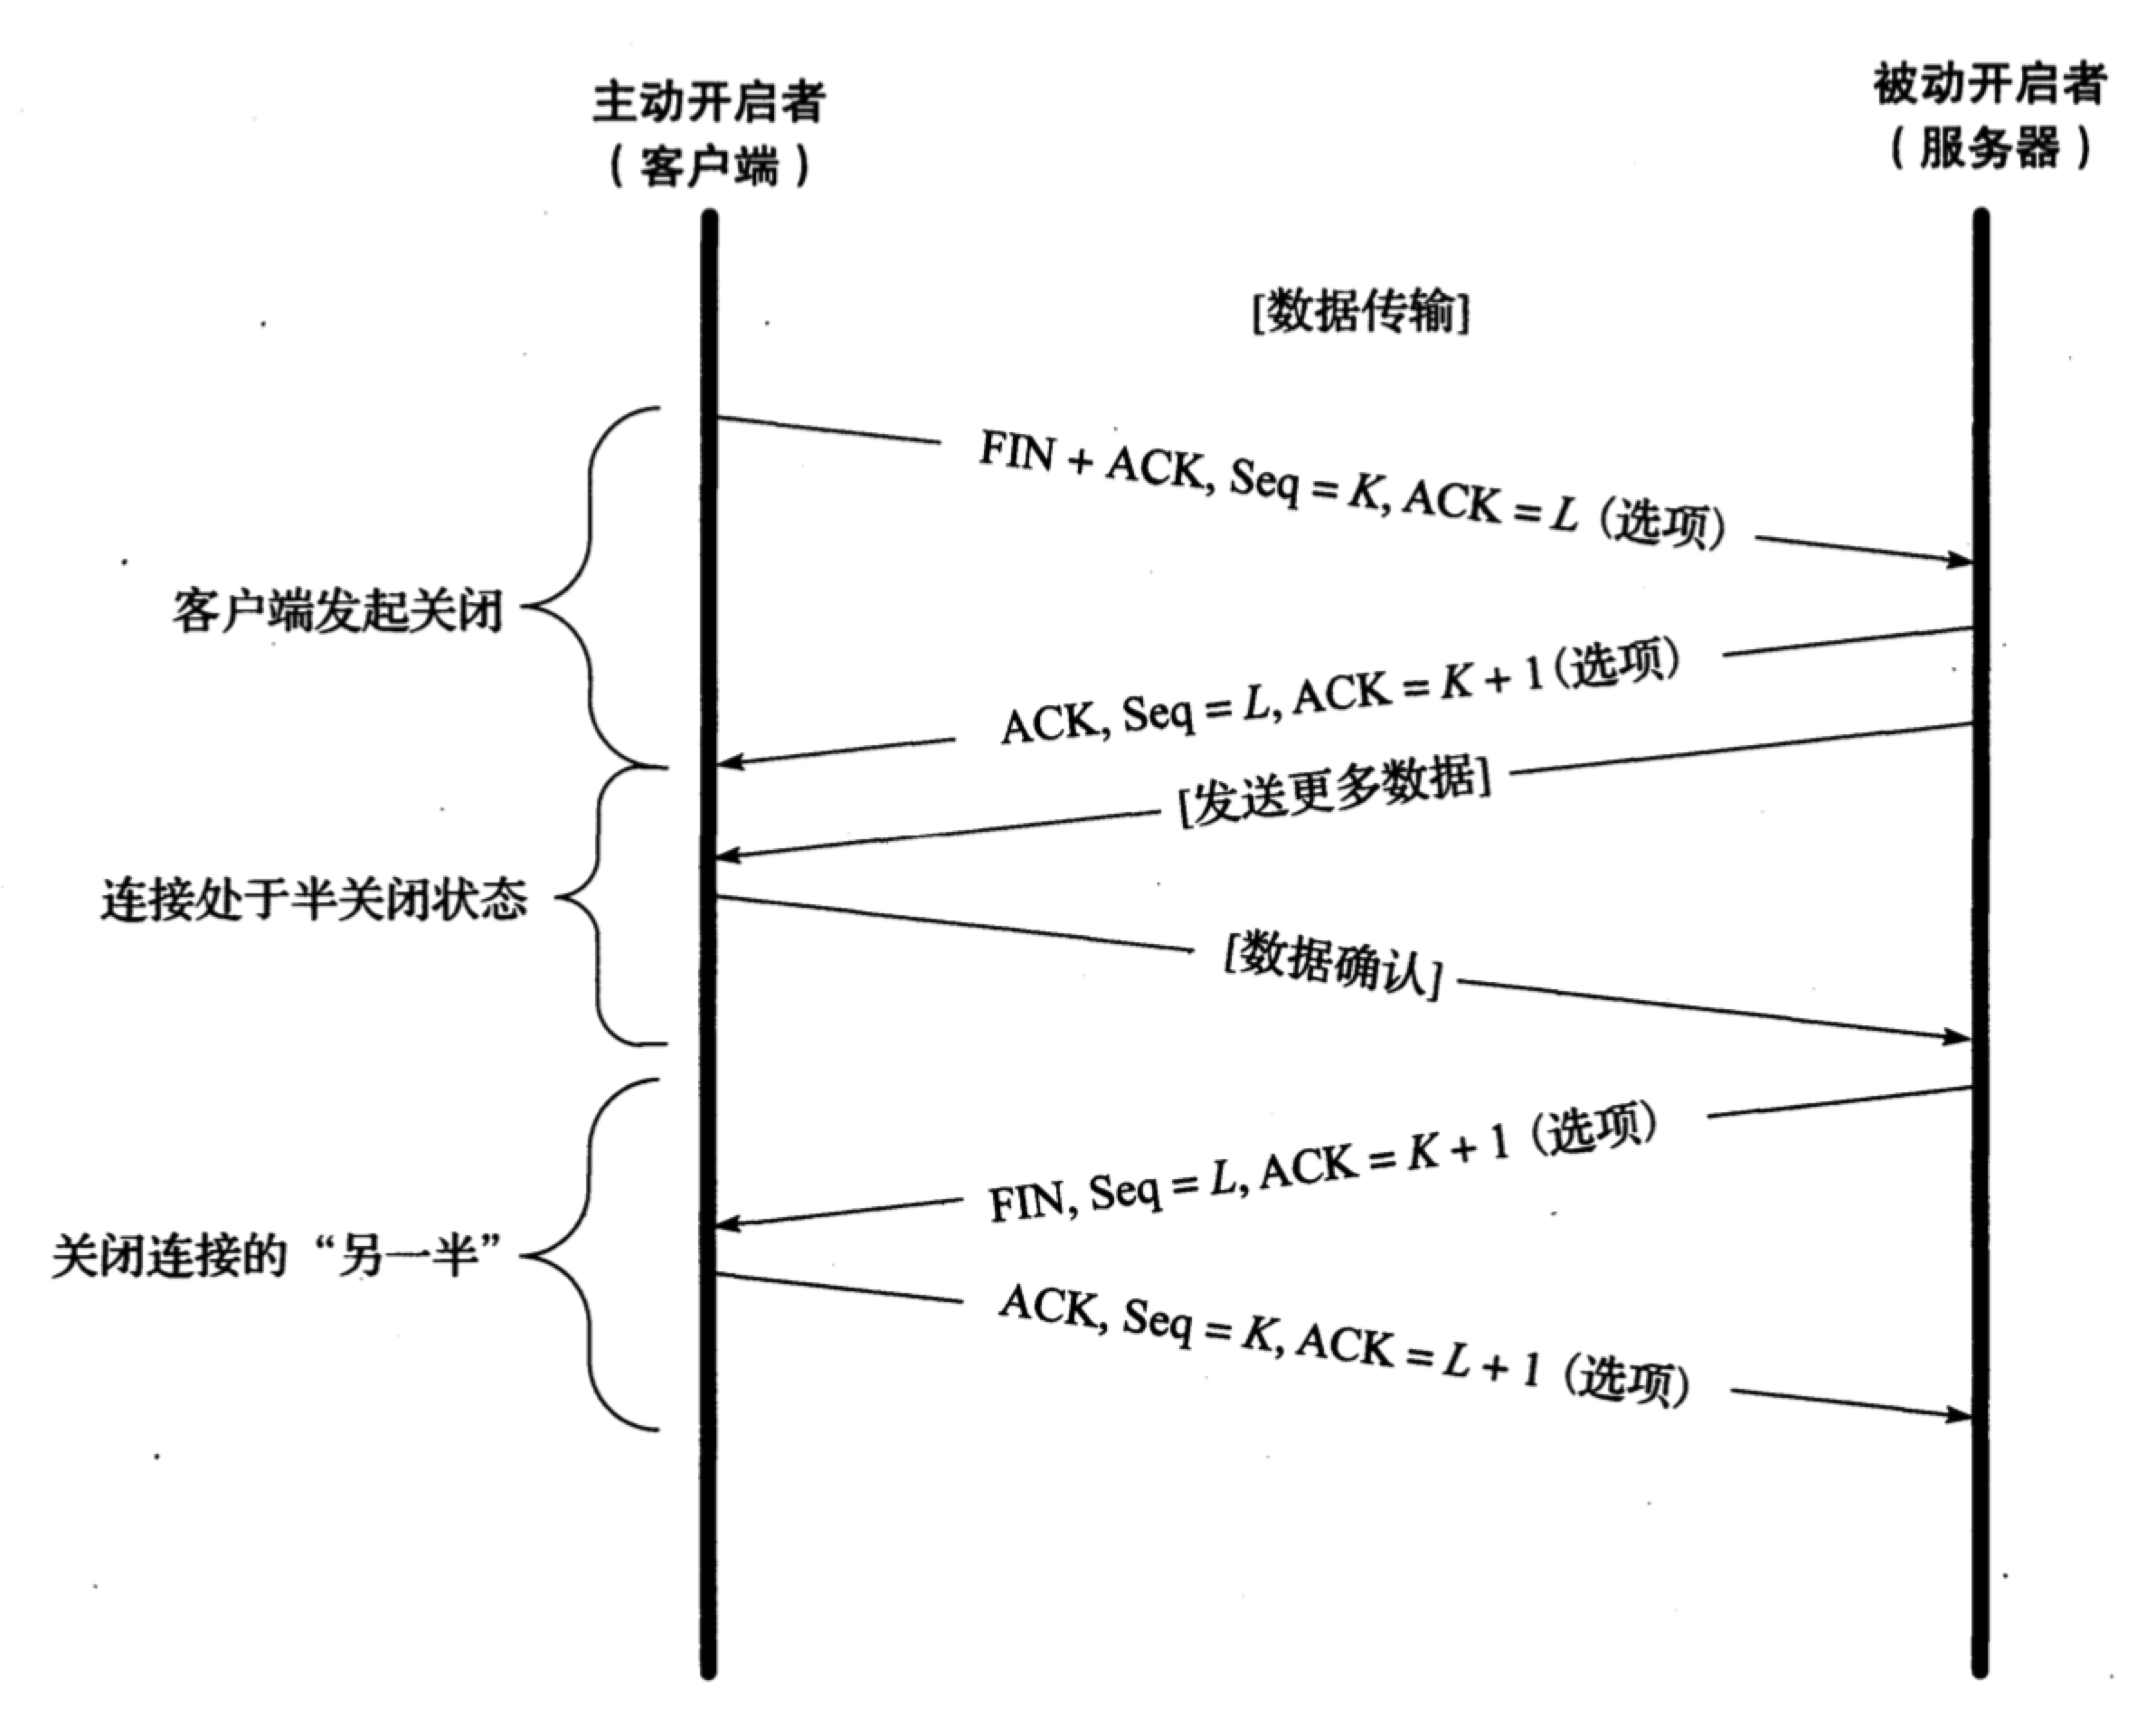 主动开启者
（客户端）
被动开启者
（服务器）
[数据传输]
FIN + ACK, Seq = K, ACK = L (选项)
客户端发起关闭
ACK, Seq = L, ACK = K + 1 (选项)
[发送更多数据]
连接处于半关闭状态
[数据确认]
FIN, Seq = L, ACK = K + 1 (选项)
关闭连接的“另一半”
ACK, Seq = K, ACK = L + 1 (选项)